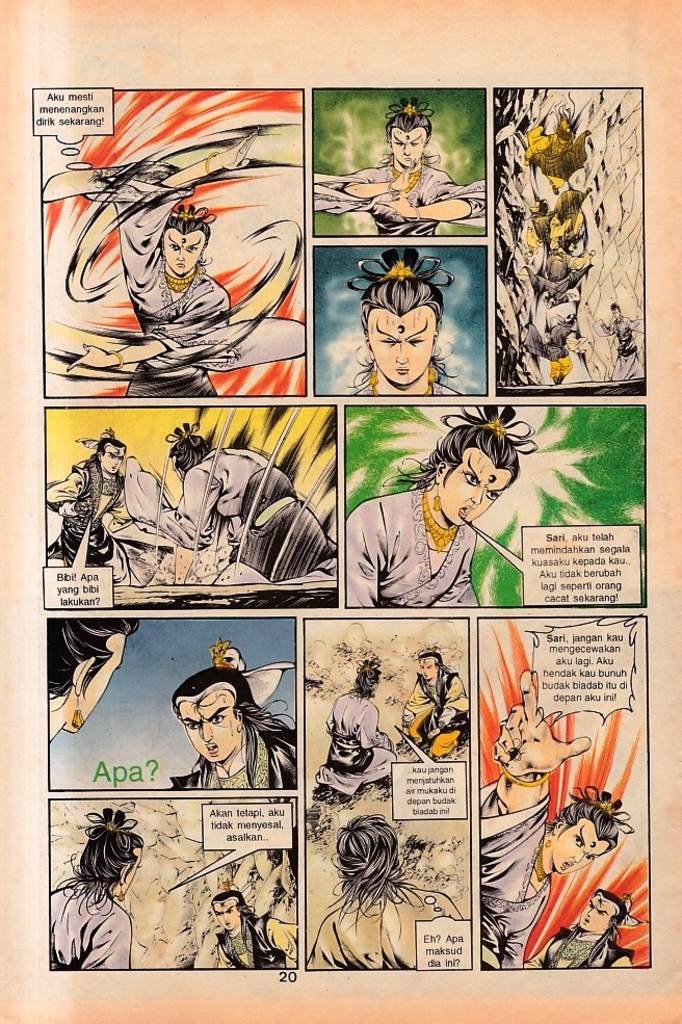 Aku mesti
menenangkan
dirik sekarang!
Bibi! Apa
yang bibi
lakukan?
Sari, aku telah
memindahkan segala
kuasaku kepada kau..
Aku tidak berubah
lagi seperti orang
cacat sekarang!
Apa?
Akan tetapi, aku
tidak menyesal,
asalkan..
..kau jangan
menjatuhkan
air mukaku di
depan budak
biadab ini!
Eh? Apa
maksud
dia ini?
Sari, jangan kau
mengecewakan
aku lagi. Aku
hendak kau bunuh
budak biadab itu di
depan aku ini!
20